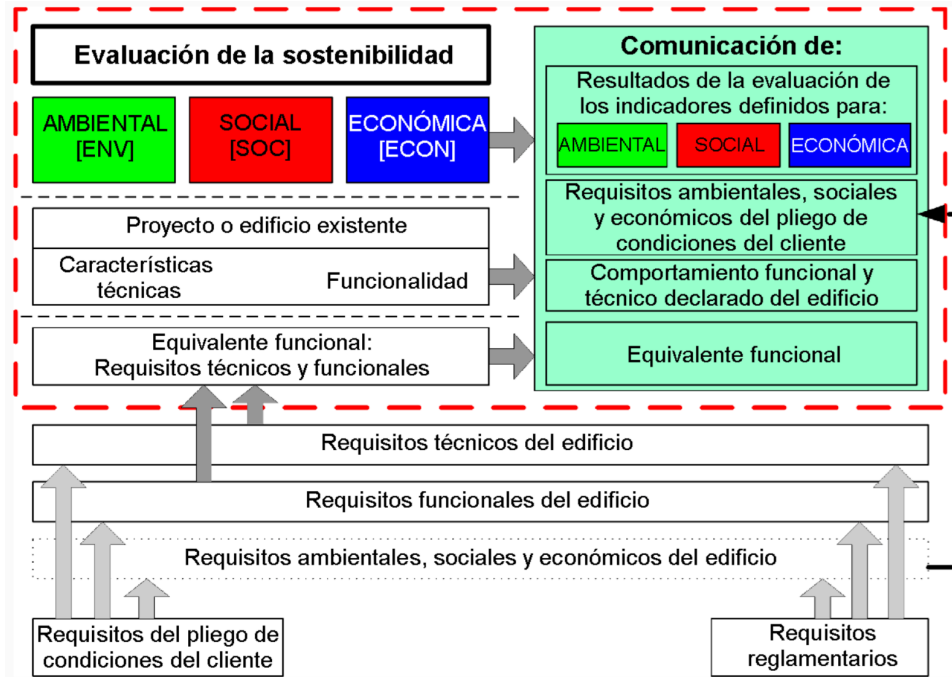 Evaluación de la sostenibilidad
AMBIENTAL
[ENV]
SOCIAL
[SOC]
ECONÓMICA
[ECON]
Proyecto o edificio existente
Características
técnicas
Funcionalidad
Equivalente funcional:
Requisitos técnicos y funcionales
Comunicación de:
Resultados de la evaluación de
los indicadores definidos para:
AMBIENTAL
SOCIAL
ECONÓMICA
Requisitos ambientales, sociales
y económicos del pliego de
condiciones del cliente
Comportamiento funcional y
técnico declarado del edificio
Equivalente funcional
Requisitos técnicos del edificio
Requisitos funcionales del edificio
Requisitos ambientales, sociales y económicos del edificio
Requisitos del pliego de
condiciones del cliente
Requisitos
reglamentarios